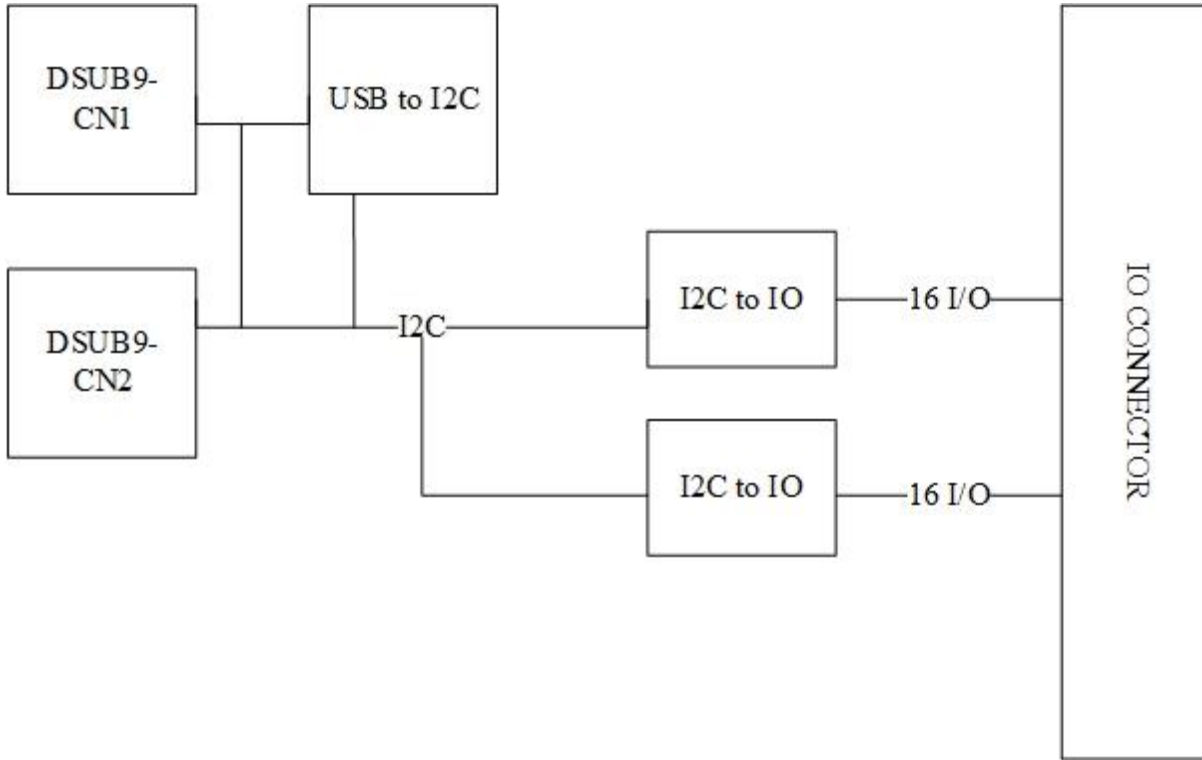 DSUB9-
CN1
USB to I2C
DSUB9-
CN2
I2C
I2C to IO
16 I/O
I2C to IO
16 I/O
IO CONNECTOR